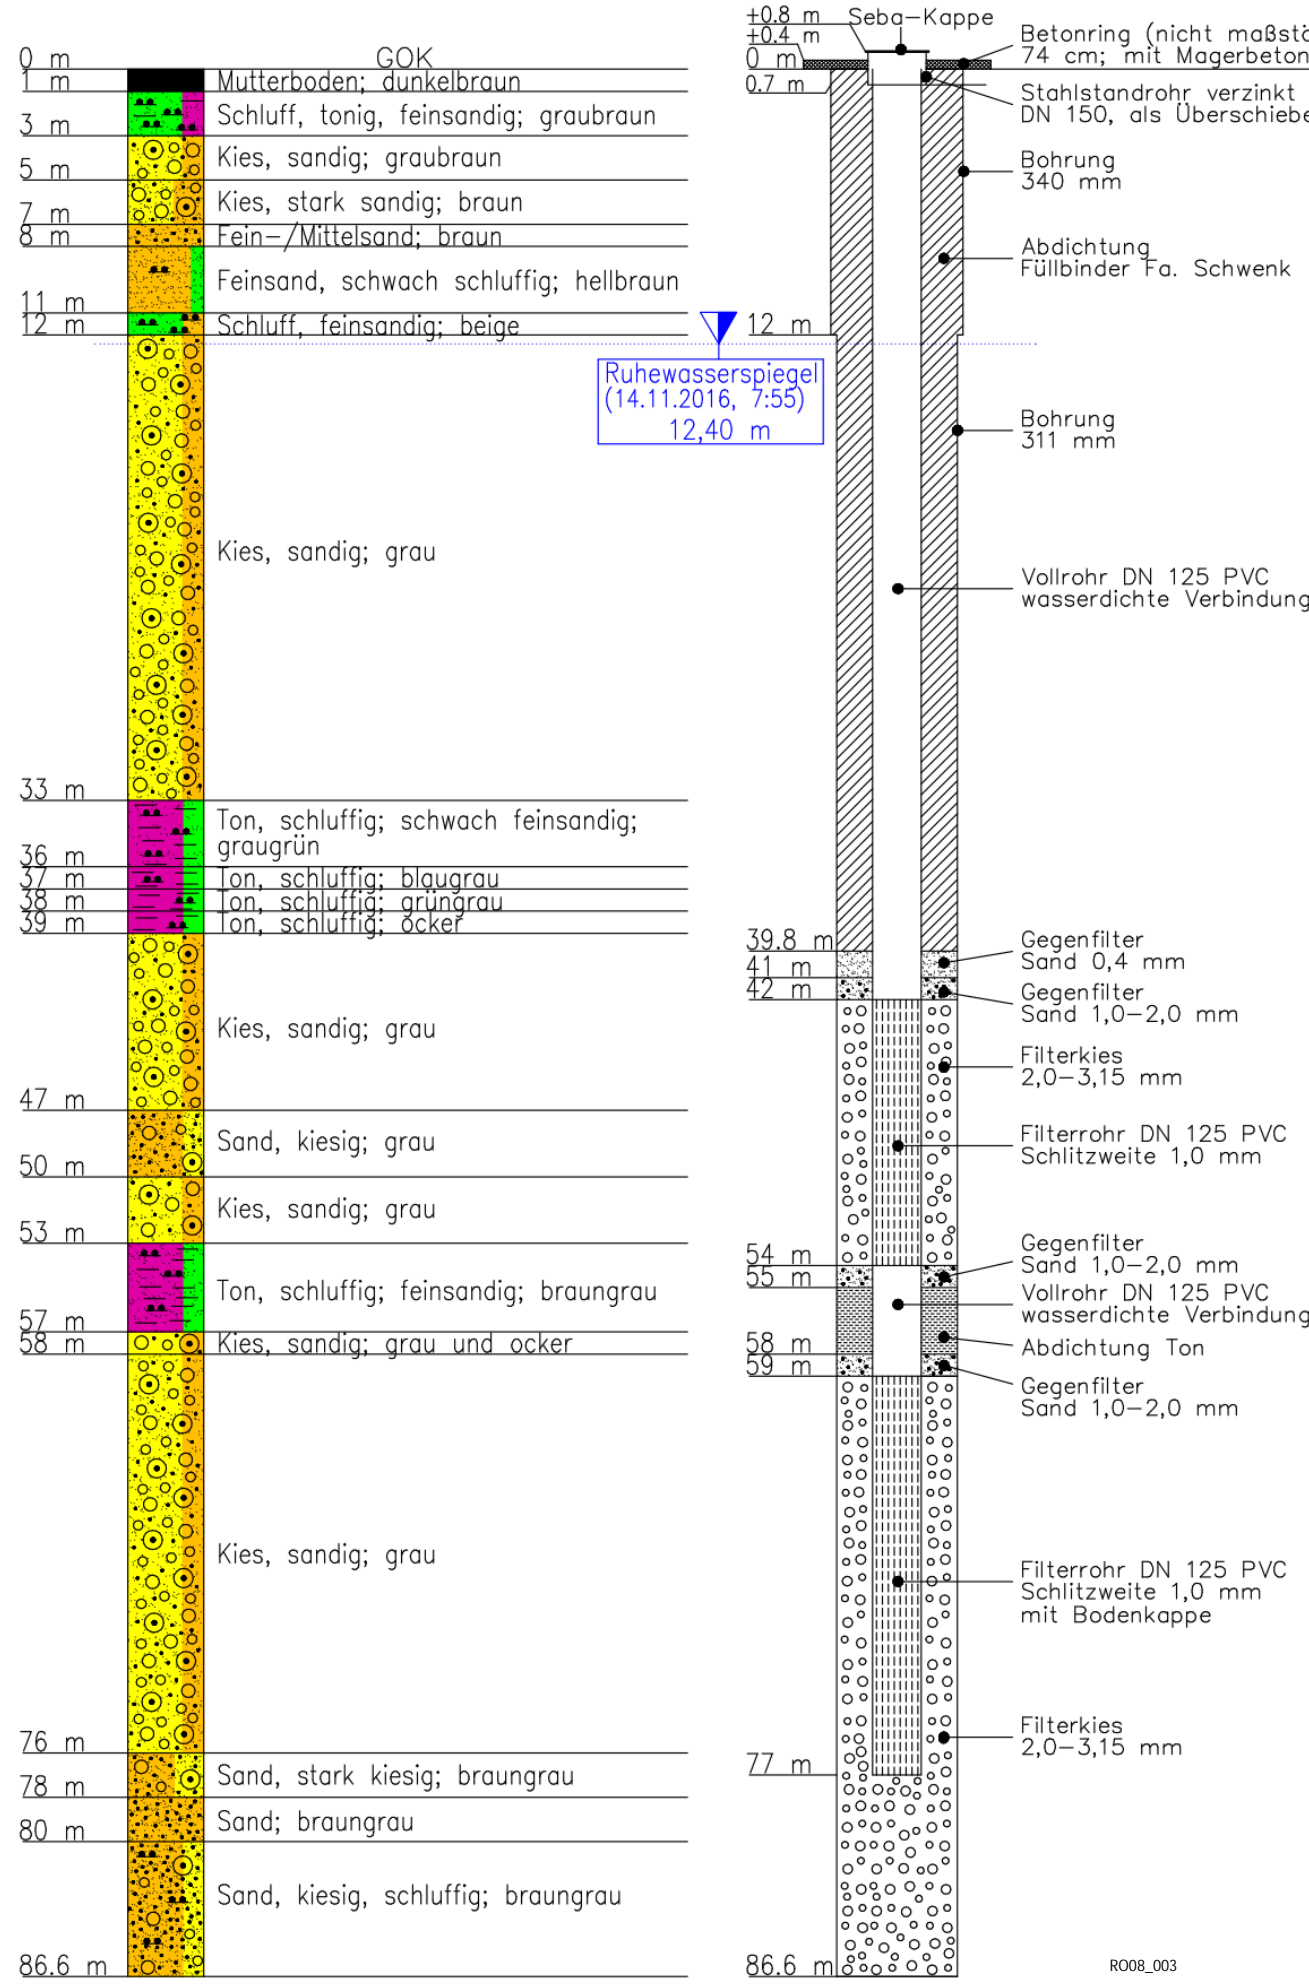 0 m
GOK
1 m
Mutterboden; dunkelbraun
Schluff, tonig, feinsandig; graubraun
3 m
Kies, sandig; graubraun
5 m
Kies, stark sandig; braun
7 m
8 m
Fein-/Mittelsand; braun
Feinsand, schwach schluffig; hellbraun
11 m
12 m
Schluff, feinsandig; beige
Kies, sandig; grau
33 m
Ton, schluffig; schwach feinsandig;
graugrün
36 m
37 m
Ton, schluffig; blaugrau
38 m
Ton, schluffig; grüngrau
39 m
Ton, schluffig; ocker
Kies, sandig; grau
47 m
Sand, kiesig; grau
50 m
Kies, sandig; grau
53 m
Ton, schluffig; feinsandig; braungrau
57 m
58 m
Kies, sandig; grau und ocker
Kies, sandig; grau
76 m
Sand, stark kiesig; braungrau
78 m
Sand; braungrau
80 m
Sand, kiesig, schluffig; braungrau
86.6 m
Ruhewasserspiegel
(14.11.2016, 7:55)
12,40 m
+0.8 m
Seba-Kappe
+0.4 m
0 m
0.7 m
12 m
39.8 m
41 m
42 m
54 m
55 m
58 m
59 m
77 m
86.6 m
Betonring (nicht maßstä
74 cm; mit Magerbeton
Stahlstandrohr verzinkt
DN 150, als Überschiebe
Bohrung
340 mm
Abdichtung
Füllbinder Fa. Schwenk
Bohrung
311 mm
Vollrohr DN 125 PVC
wasserdichte Verbindung
Gegenfilter
Sand 0,4 mm
Gegenfilter
Sand 1,0-2,0 mm
Filterkies
2,0-3,15 mm
Filterrohr DN 125 PVC
Schlitzweite 1,0 mm
Gegenfilter
Sand 1,0-2,0 mm
Vollrohr DN 125 PVC
wasserdichte Verbindung
Abdichtung Ton
Gegenfilter
Sand 1,0-2,0 mm
Filterrohr DN 125 PVC
Schlitzweite 1,0 mm
mit Bodenkappe
Filterkies
2,0-3,15 mm
RO08_003